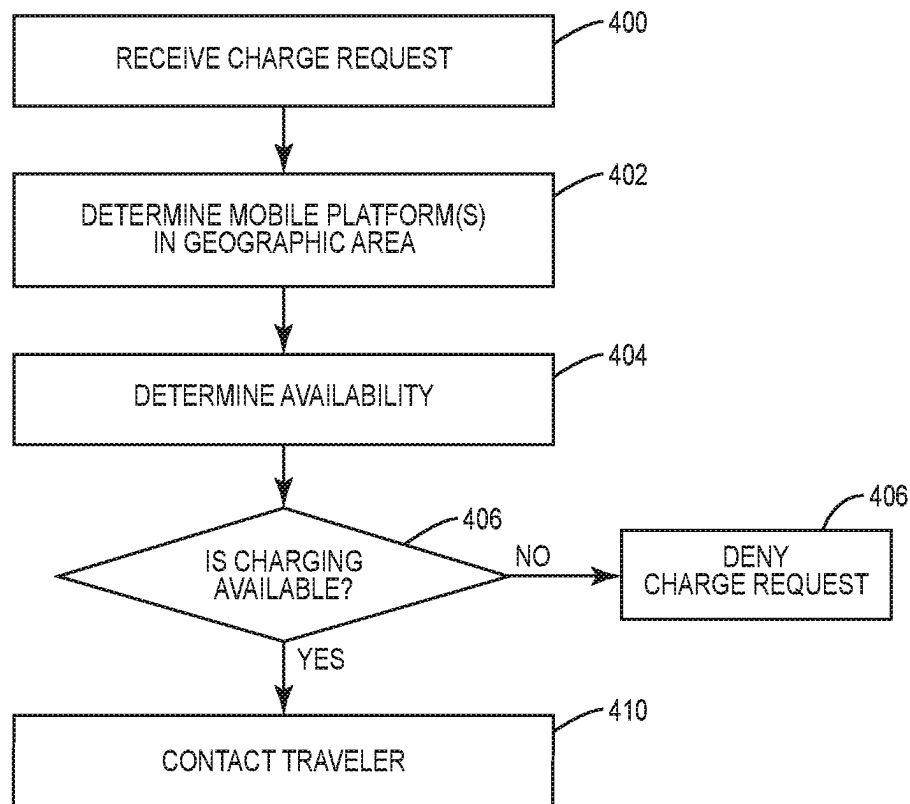 400
RECEIVE CHARGE REQUEST
402
DETERMINE MOBILE PLATFORM(S)
IN GEOGRAPHIC AREA
404
DETERMINE AVAILABILITY
406
IS CHARGING
AVAILABLE?
NO
406
DENY
CHARGE REQUEST
YES
410
CONTACT TRAVELER